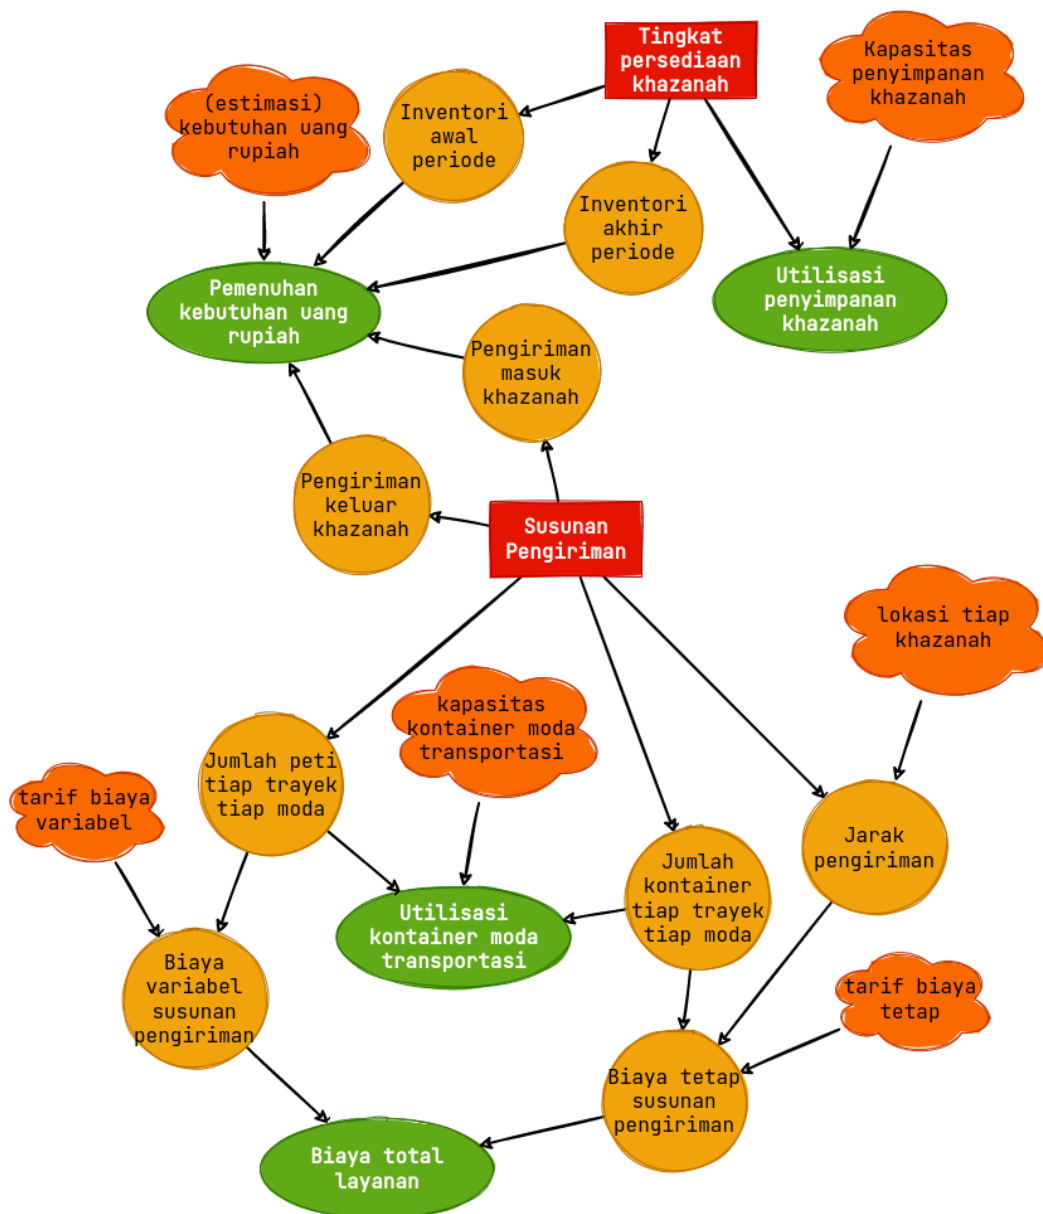 Tingkat
persediaan
khazanah
Kapasitas
penyimpanan
khazanah
(estimasi)
kebutuhan uang
rupiah
Inventori
awal
periode
Inventori
akhir
periode
Pemenuhan
kebutuhan uang
rupiah
Utilisasi
penyimpanan
khazanah
Pengiriman
masuk
khazanah
Pengiriman
keluar
khazanah
Susunan
Pengiriman
lokasi tiap
khazanah
kapasitas
kontainer moda
transportasi
Jumlah peti
tiap trayek
tiap moda
tarif biaya
variabel
Jarak
pengiriman
Jumlah
kontainer
tiap trayek
tiap moda
Utilisasi
kontainer moda
transportasi
Biaya
variabel
susunan
pengiriman
tarif biaya
tetap
Biaya tetap
susunan
pengiriman
Biaya total
layanan